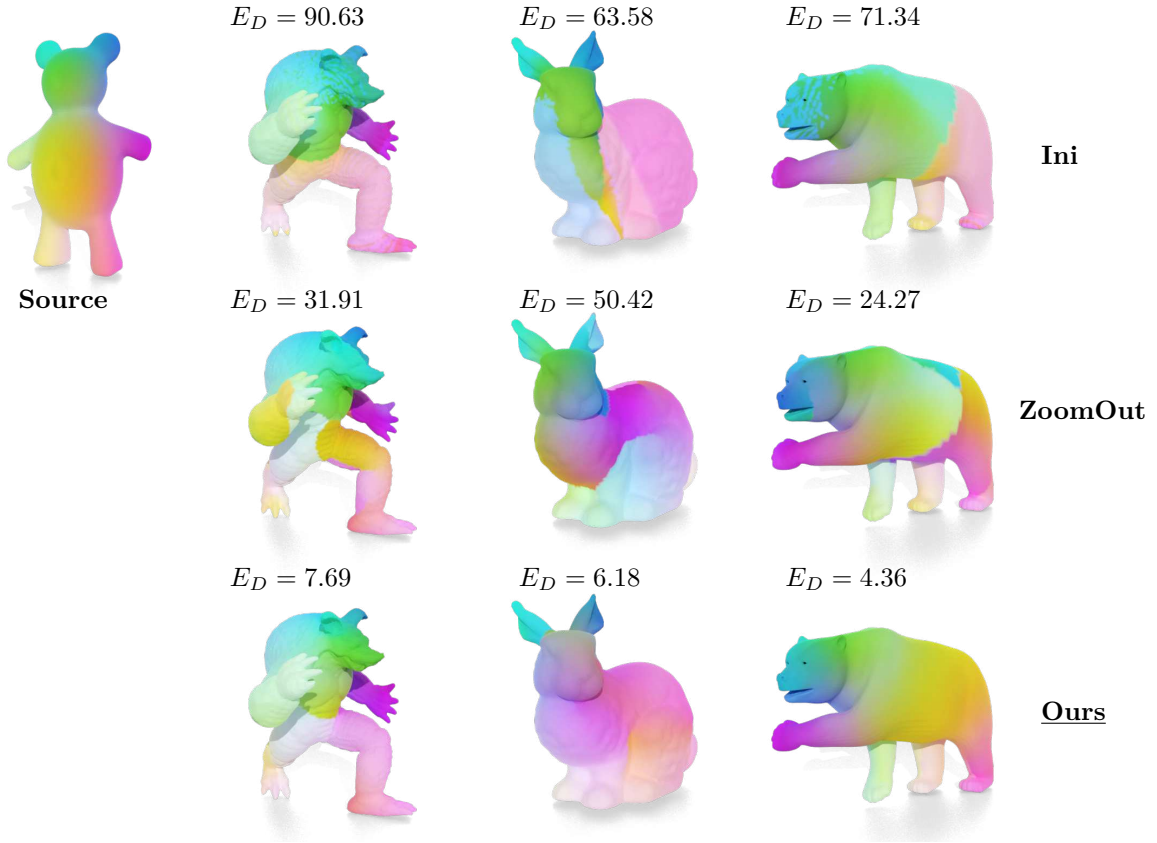 E_D = 90.63
E_D = 63.58
E_D = 71.34
Ini
Source
E_D = 31.91
E_D = 50.42
E_D = 24.27
ZoomOut
E_D = 7.69
E_D = 6.18
E_D = 4.36
Ours